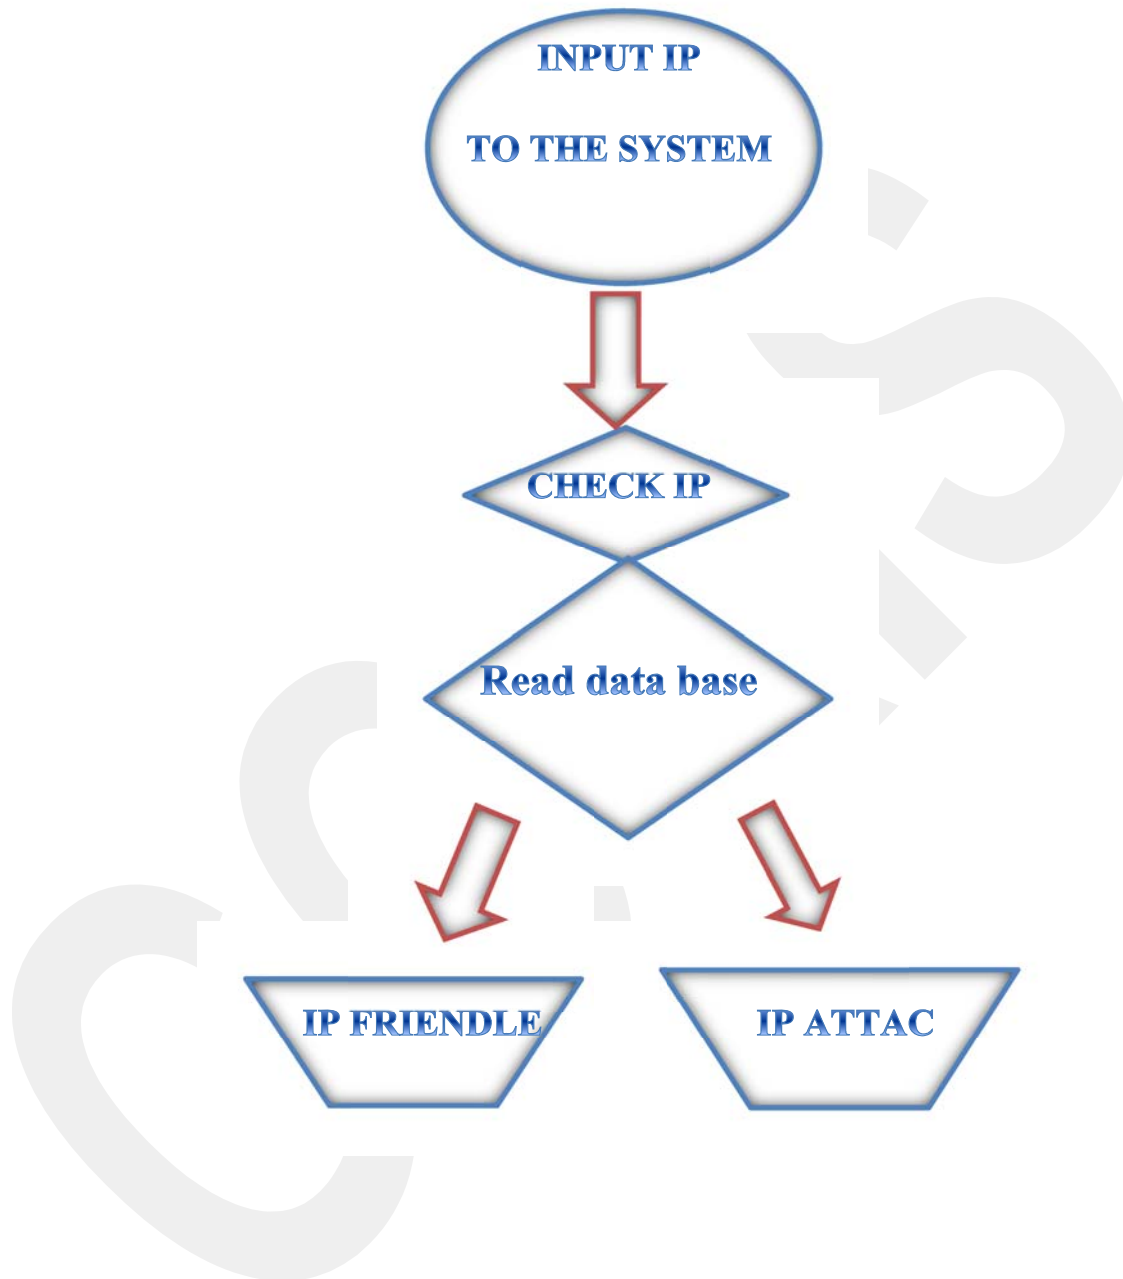 INPUT IP
TO THE SYSTEM
CHECK IP
Read data base
IP FRIENDLE
IP ATTAC